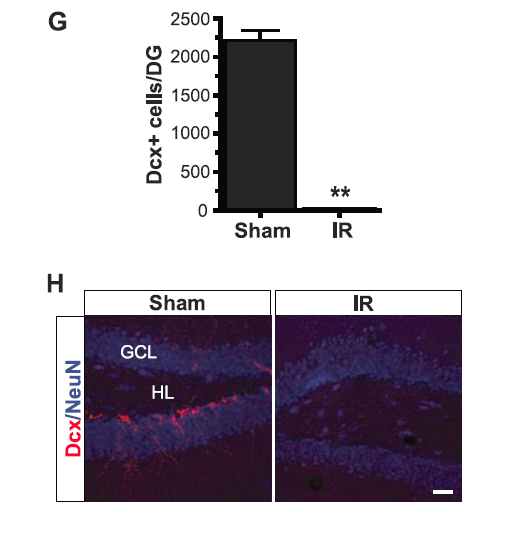 G
Dcx+ cells/DG
2500
2000
1500
1000
500
0
**
Sham IR
H
Sham IR
Dcx/NeuN
GCL
HL